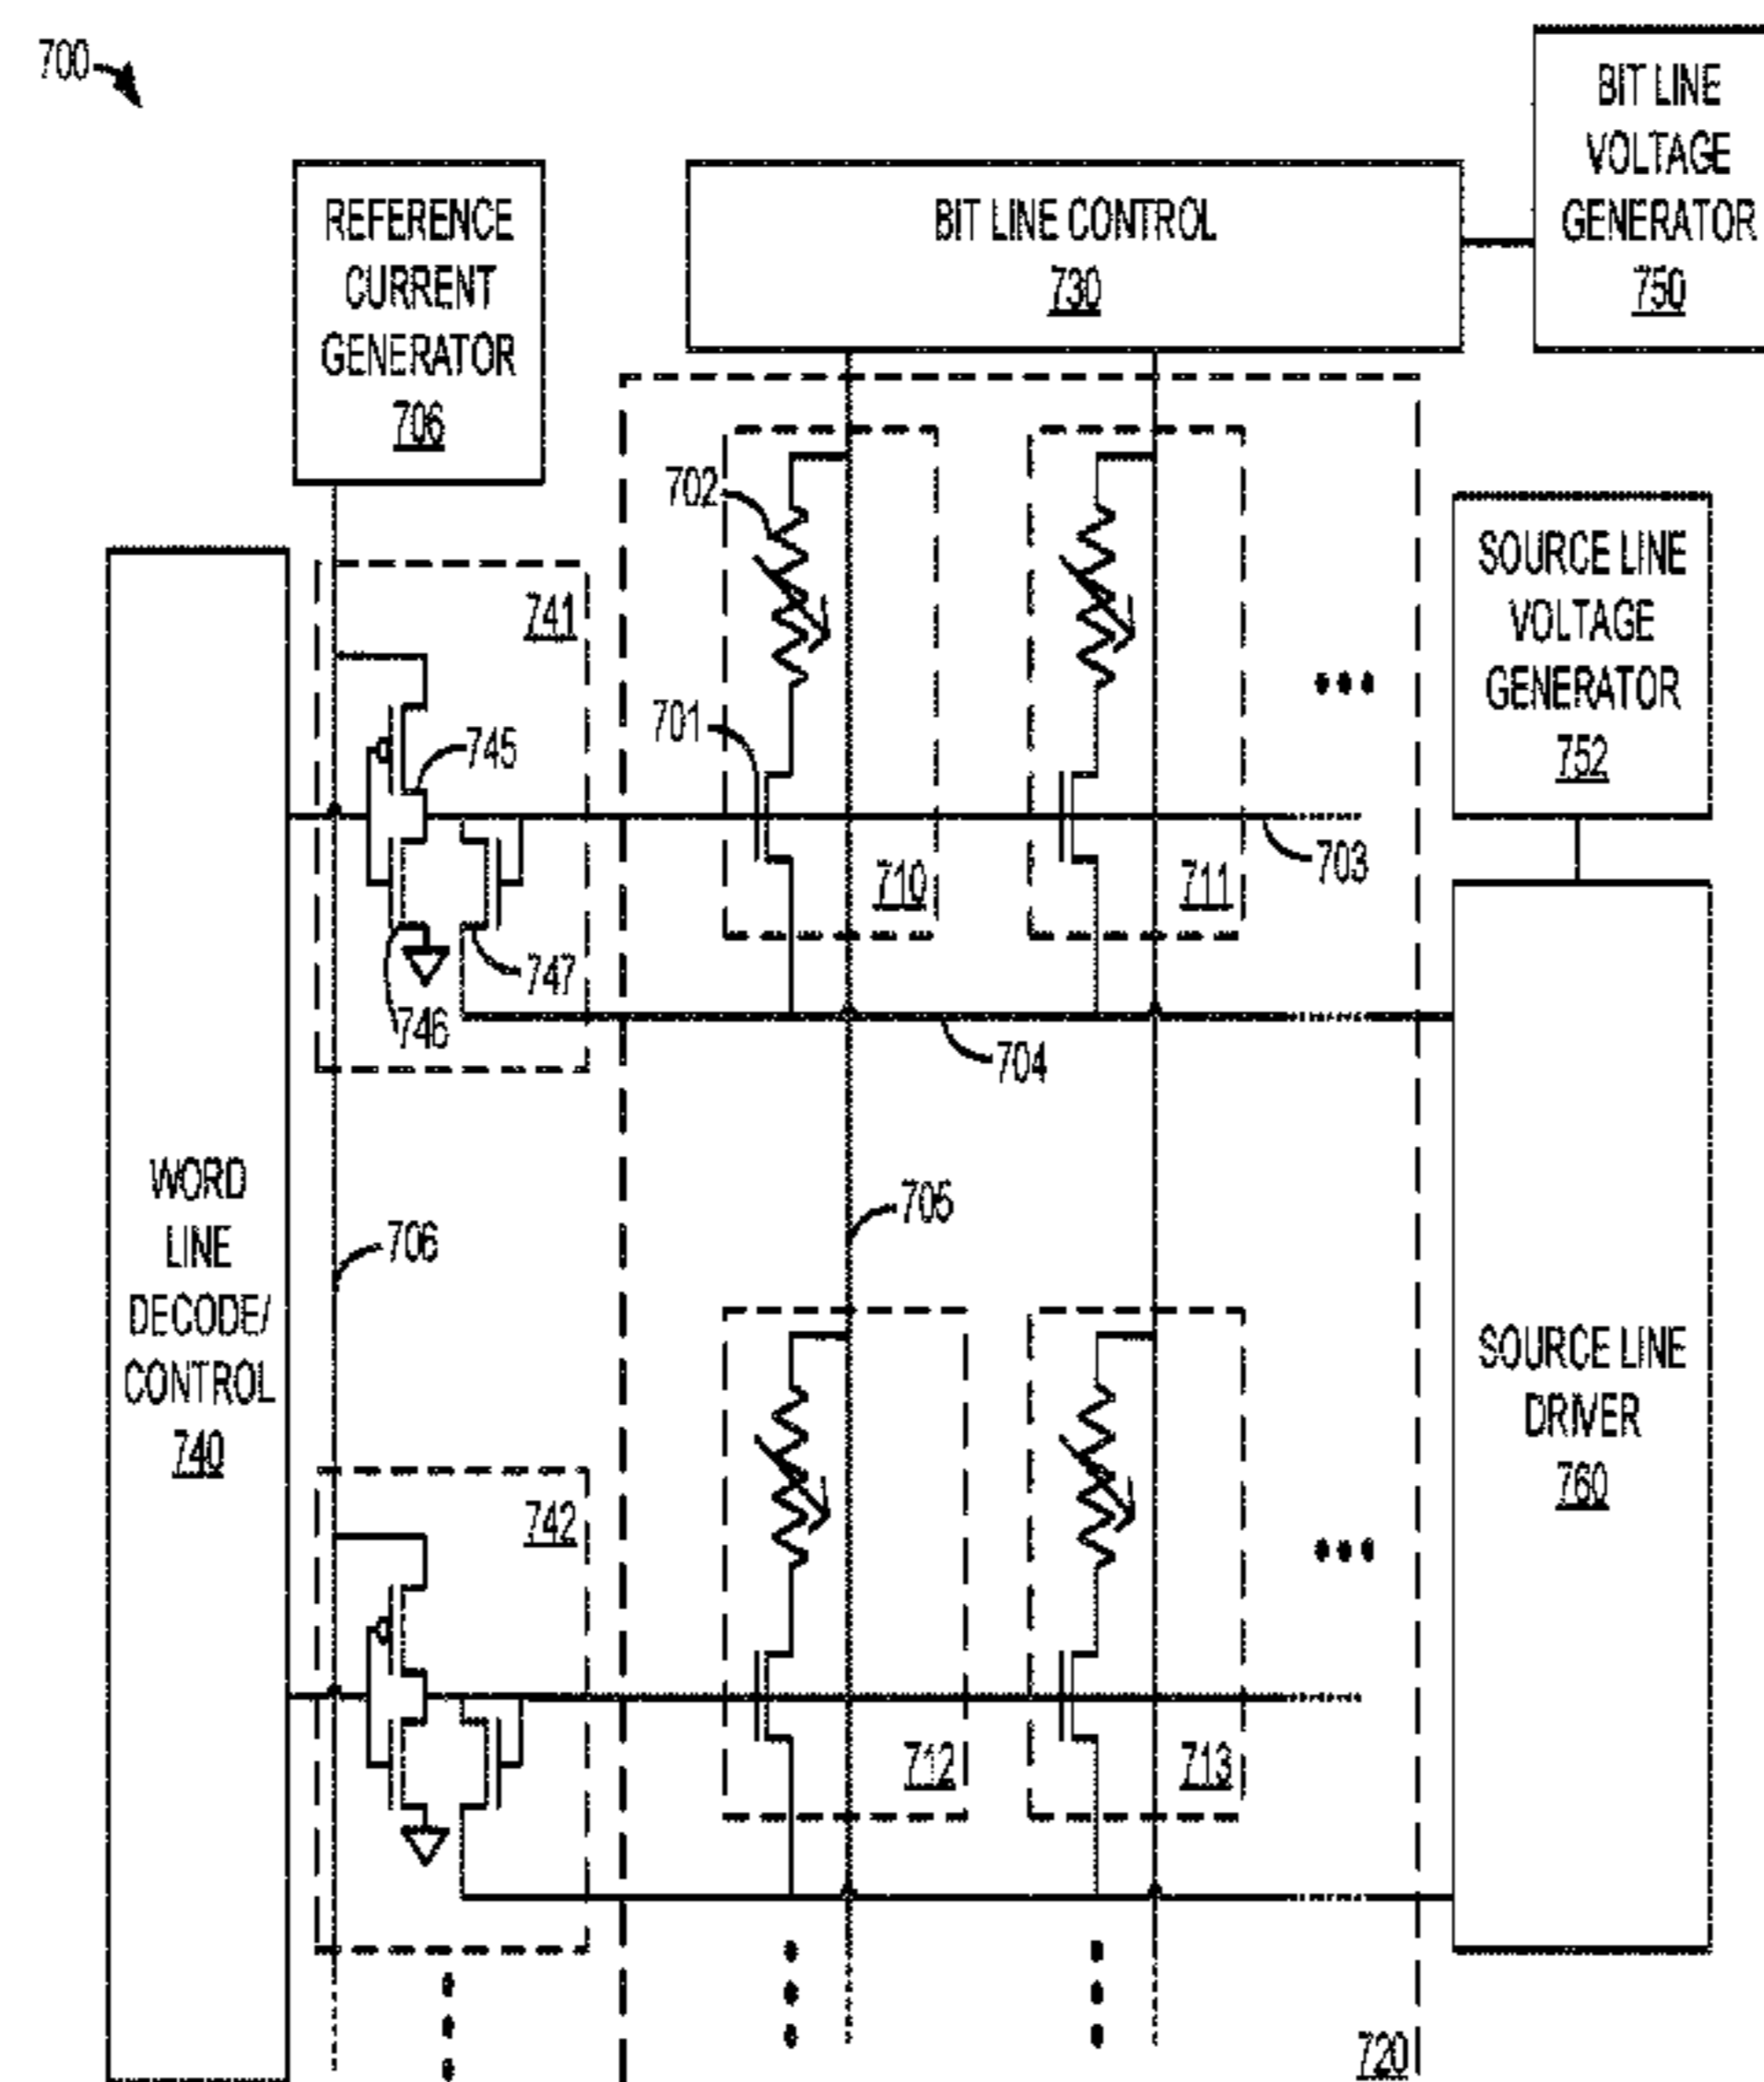 700
BIT LINE
VOLTAGE
GENERATOR
750
REFERENCE
CURRENT
GENERATOR
706
BIT LINE CONTROL
730
702
741
SOURCE LINE
VOLTAGE
GENERATOR
752
701
745
703
710
711
747
746
704
WORD
LINE
DECODE/
CONTROL
740
706
705
SOURCE LINE
DRIVER
760
742
712
713
720